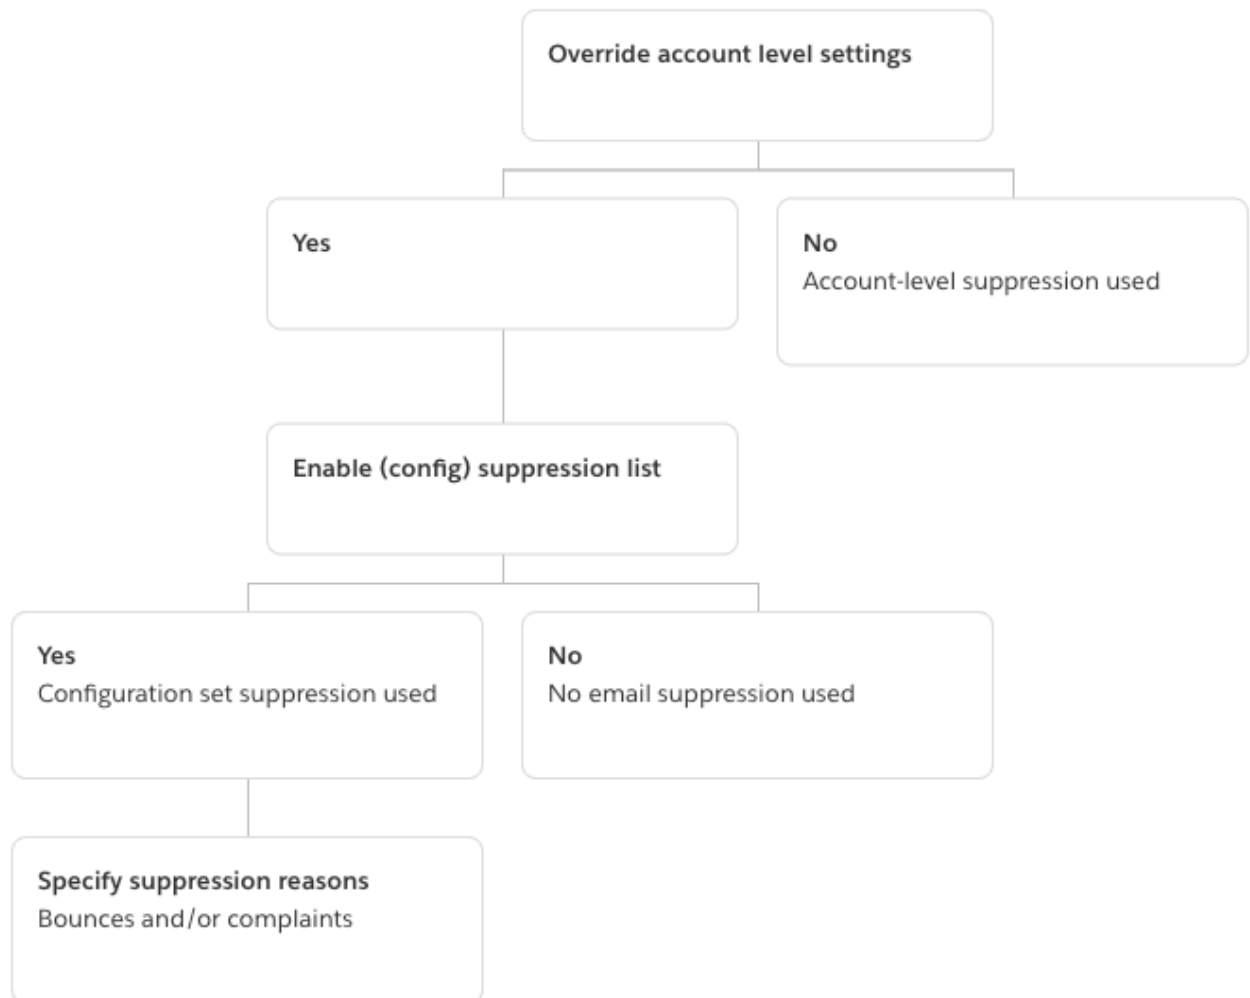 Override account level settings
Yes
No
Account-level suppression used
Enable (config) suppression list
Yes
Configuration set suppression used
No
No email suppression used
Specify suppression reasons
Bounces and/or complaints